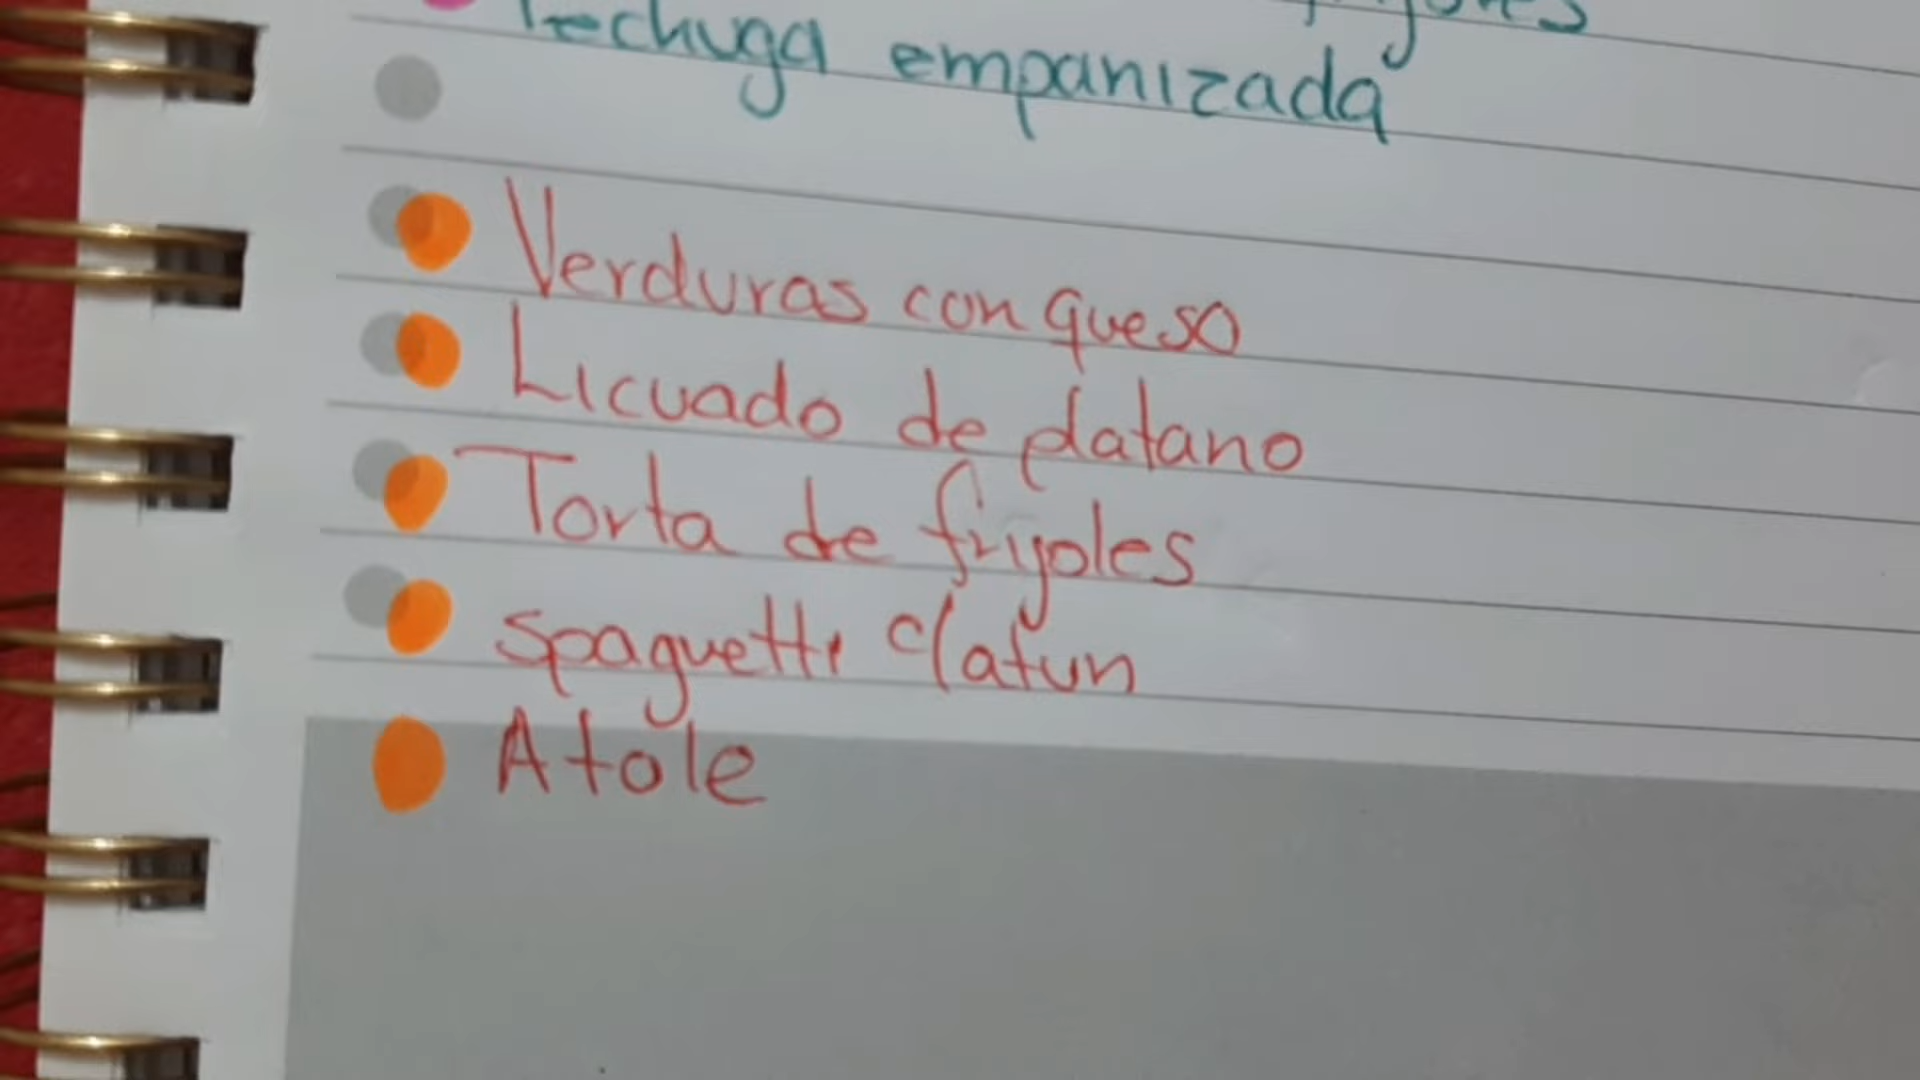 Pechuga empanizada
Verduras con queso
Licuado de platano
Torta de frijoles
Spaguetti c/atun
Atole